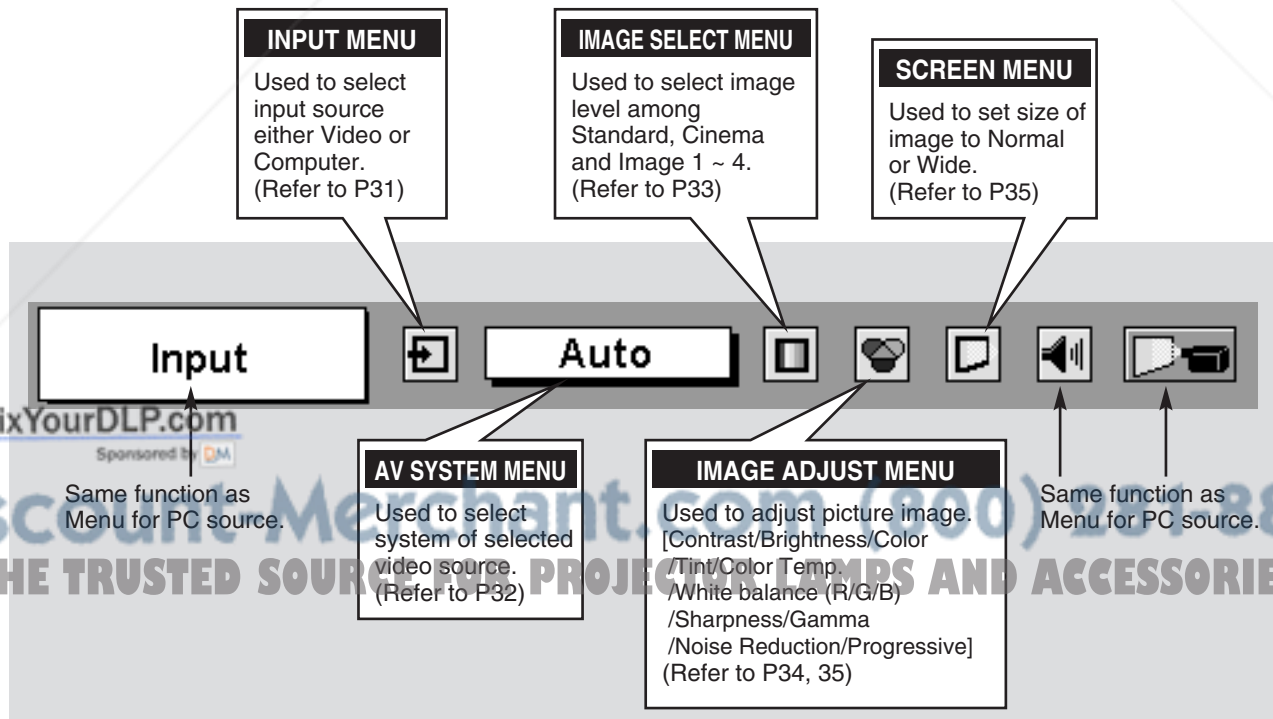 INPUT MENU
Used to select
input source
either Video or
Computer.
(Refer to P31)
IMAGE SELECT MENU
Used to select image
level among
Standard, Cinema
and Image 1 ~ 4.
(Refer to P33)
SCREEN MENU
Used to set size of
image to Normal
or Wide.
(Refer to P35)
Input
Auto
ixYourDLP.com
Sponsored by DM
Same function as
Menu for PC source.
AV SYSTEM MENU
Used to select
system of selected
video source.
(Refer to P32)
IMAGE ADJUST MENU
Used to adjust picture image.
[Contrast/Brightness/Color
/Tint/Color Temp.
/White balance (R/G/B)
/Sharpness/Gamma
/Noise Reduction/Progressive]
(Refer to P34, 35)
Same function as
Menu for PC source.
scount-Merchant.com (800) 281-88
HE TRUSTED SOURCE FOR PROJECTOR LAMPS AND ACCESSORIE